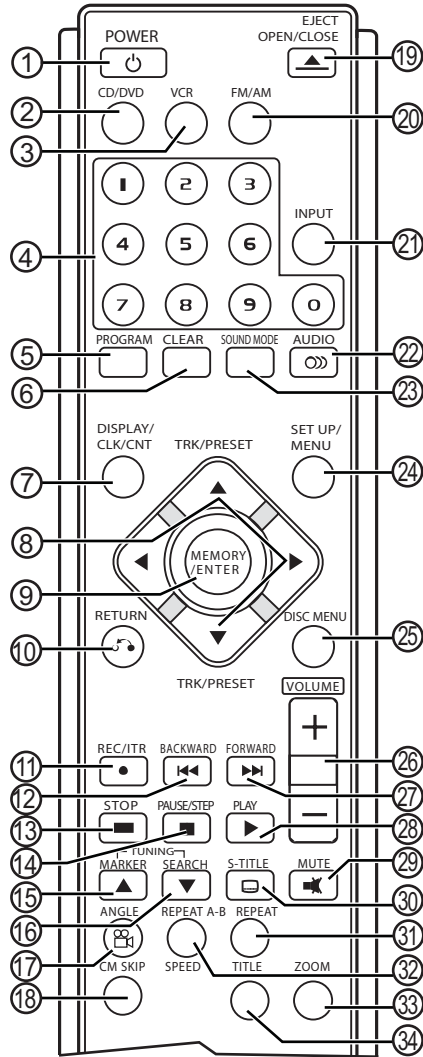 EJECT
POWER OPEN/CLOSE
1 19
CD/DVD VCR FM/AM
2 20
3
1 2 3
INPUT
4 4 5 6 21
7 8 9 0
PROGRAM CLEAR SOUND MODE AUDIO
5 22
6 23
DISPLAY/
CLK/CNT
TRK/PRESET
SET UP/
MENU
7 24
8
MEMORY
/ENTER
9
RETURN DISC MENU
10 25
TRK/PRESET
VOLUME
+
REC/ITR BACKWARD FORWARD
11 26
12 27
STOP PAUSE/STEP PLAY
−
13 28
14 29
TUNING
MARKER SEARCH S-TITLE MUTE
15 30
ANGLE REPEAT A-B REPEAT
16 31
17 32
CM SKIP SPEED TITLE ZOOM
18 33
34